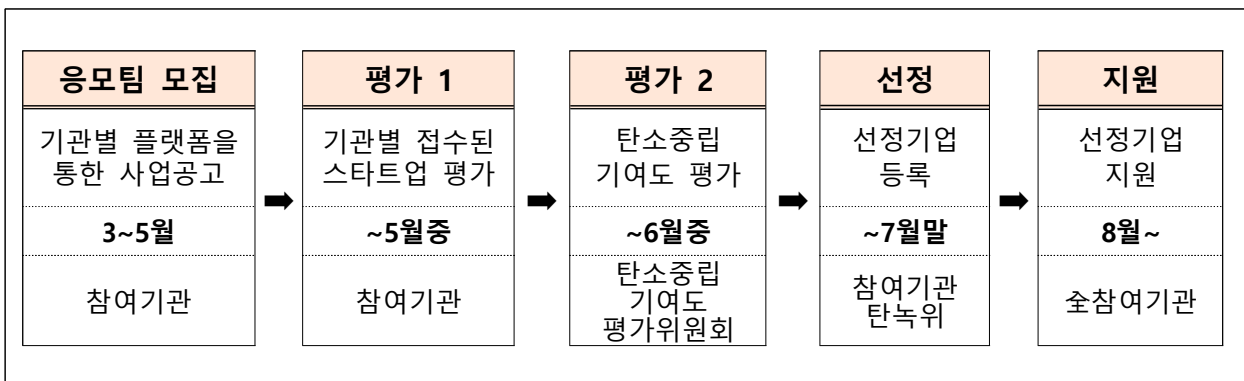 응모팀 모집
기관별 플랫폼을
통한 사업공고
3~5월
참여기관
평가 1
기관별 접수된
스타트업 평가
~5월중
참여기관
평가 2
탄소중립
기여도 평가
~6월중
탄소중립
기여도
평가위원회
선정
선정기업
등록
~7월말
참여기관
탄녹위
지원
선정기업
지원
8월~
全참여기관